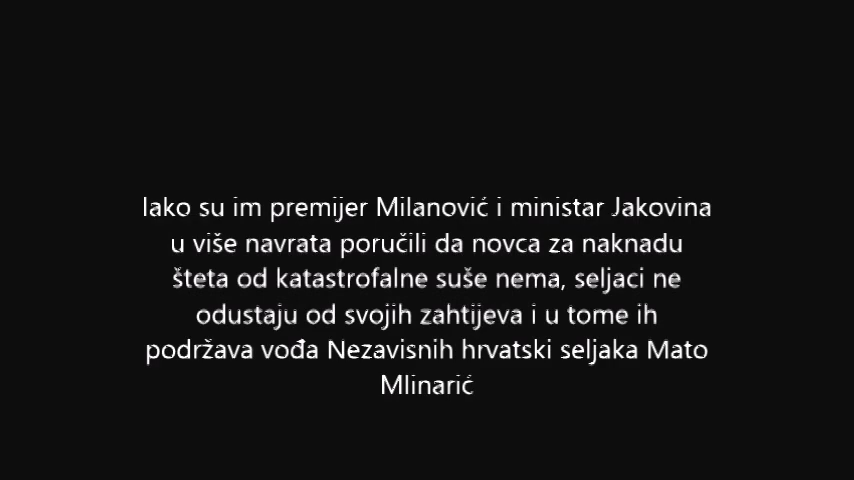 Iako su im premijer Milanović i ministar Jakovina
u više navrata poručili da novca za naknadu
šteta od katastrofalne suše nema, seljaci ne
odustaju od svojih zahtijeva i u tome ih
podržava vođa Nezavisnih hrvatski seljaka Mato
Mlinarić